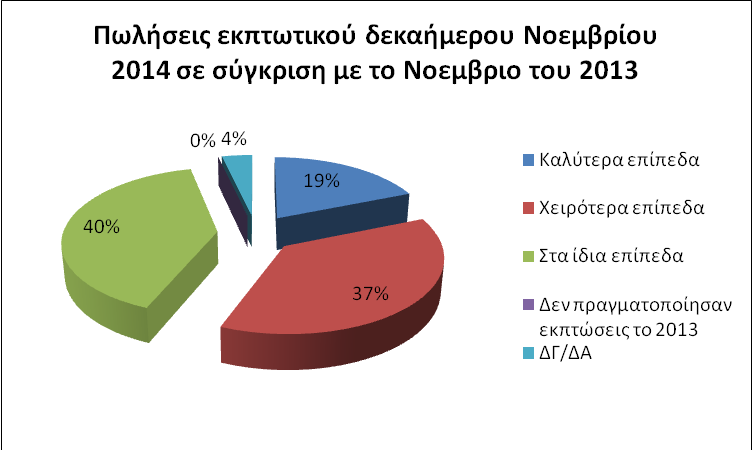 Πωλήσεις εκπτωτικού δεκαήμερου Νοεμβρίου
2014 σε σύγκριση με το Νοεμβριο του 2013
0%
4%
19%
40%
37%
Καλύτερα επίπεδα
Χειρότερα επίπεδα
Στα ίδια επίπεδα
Δεν πραγματοποίησαν
εκπτώσεις το 2013
ΔΓ/ΔΑ